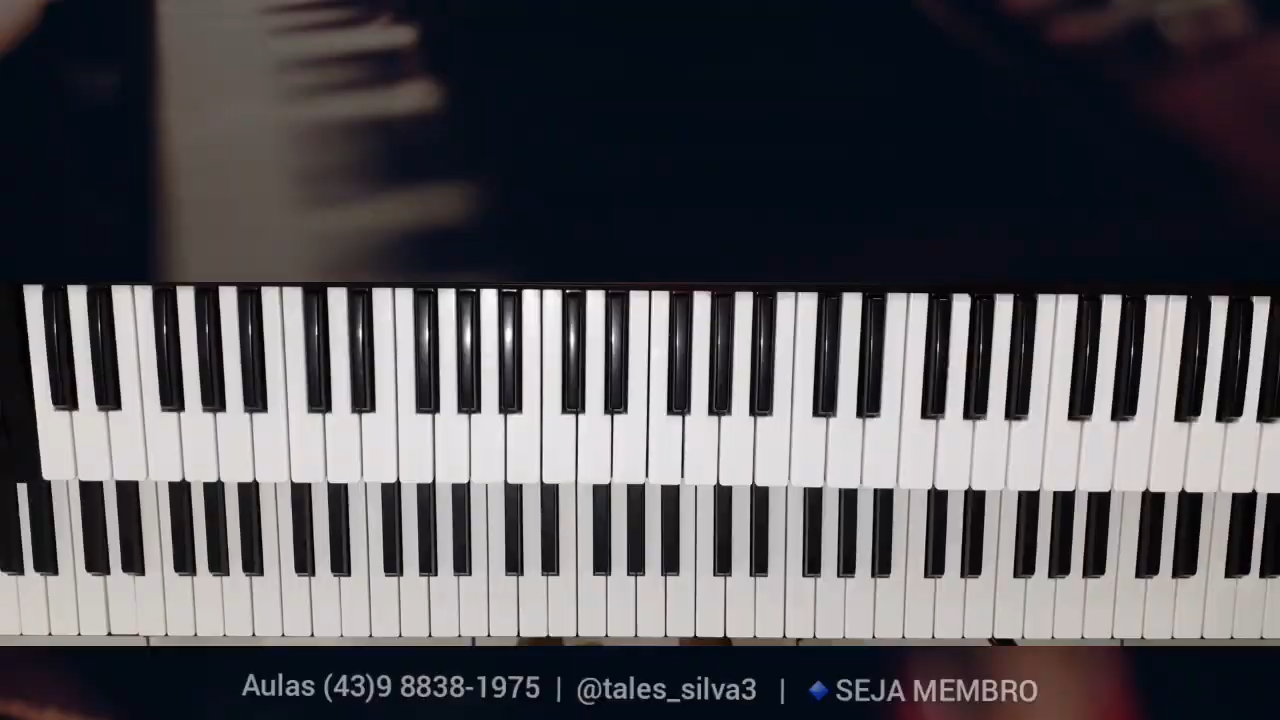 Aulas (43)9 8838-1975 | @tales_silva3 | 🔹 SEJA MEMBRO